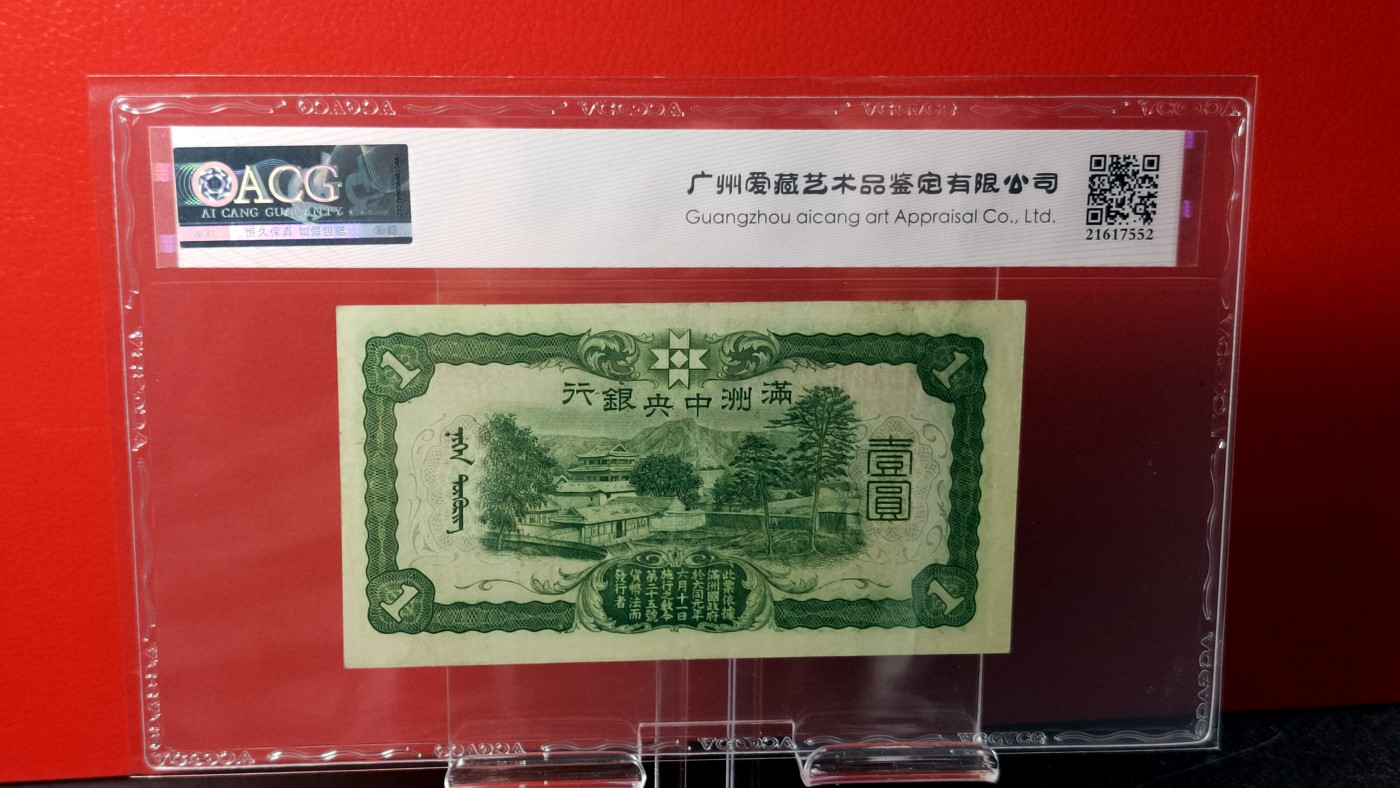 ACG
AI CANG GUARANTY
恒久保真 如假包赔
广州爱藏艺术品鉴定有限公司
Guangzhou aicang art Appraisal Co., Ltd.
21617552
1
1
滿洲中央銀行
壹圓
此票依據
滿洲國政府
於大同元年
六月十一日
施行之敎令
第二十五號
貨幣法而
發行者
1
1